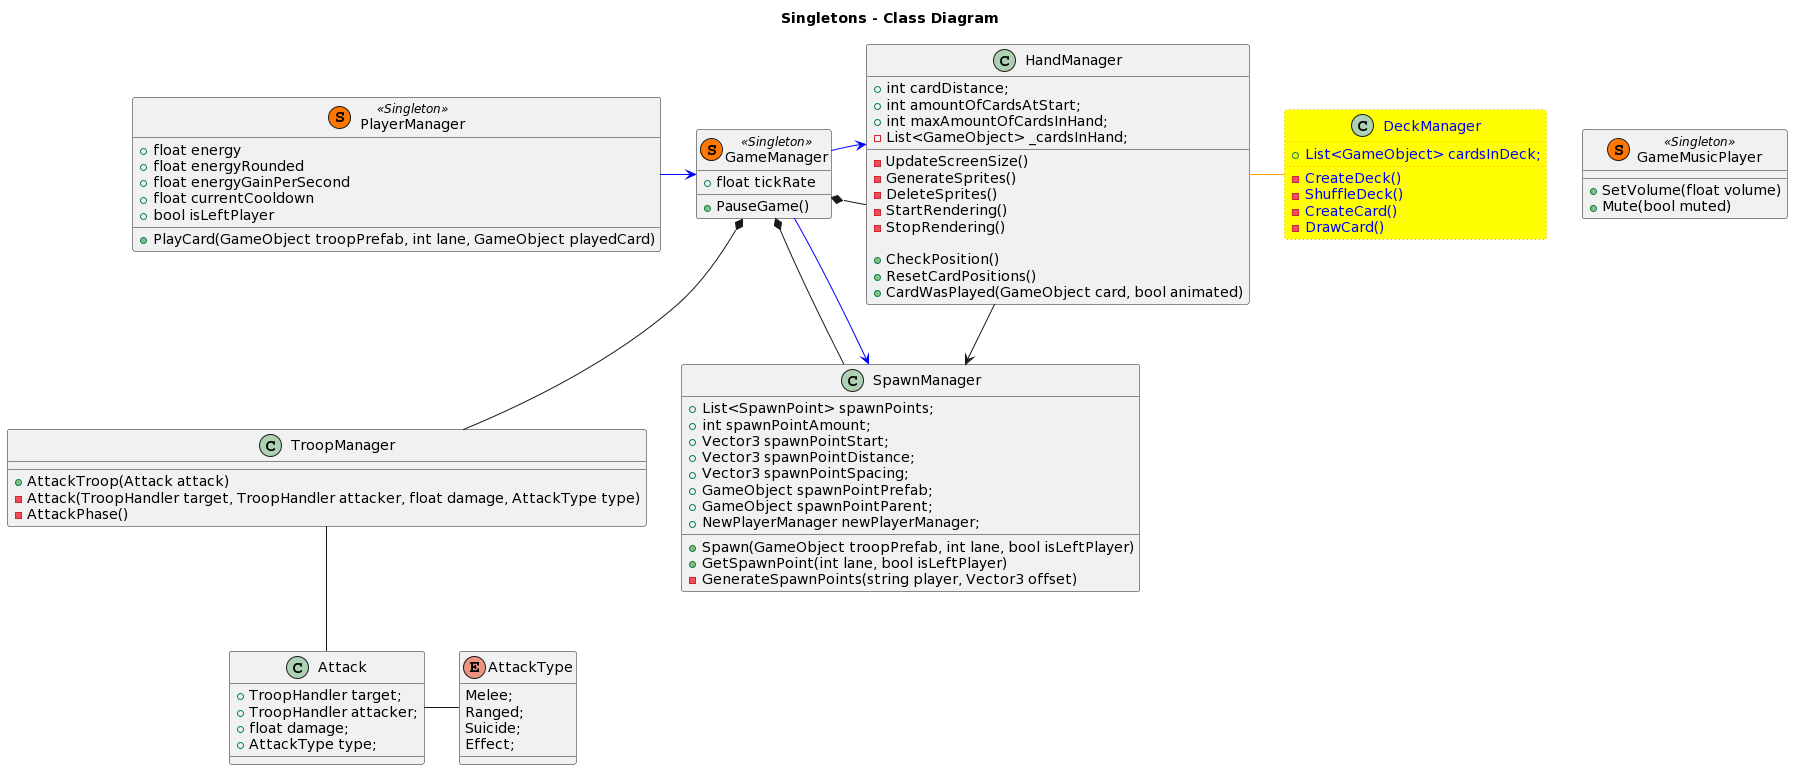 Singletons - Class Diagram
S
«Singleton»
PlayerManager
float energy
float energyRounded
float energyGainPerSecond
float currentCooldown
bool isLeftPlayer
PlayCard(GameObject troopPrefab, int lane, GameObject playedCard)
S
«Singleton»
GameManager
float tickRate
PauseGame()
C
HandManager
int cardDistance;
int amountOfCardsAtStart;
int maxAmountOfCardsInHand;
List<GameObject> _cardsInHand;
UpdateScreenSize()
GenerateSprites()
DeleteSprites()
StartRendering()
StopRendering()
CheckPosition()
ResetCardPositions()
CardWasPlayed(GameObject card, bool animated)
C
DeckManager
List<GameObject> cardsInDeck;
CreateDeck()
ShuffleDeck()
CreateCard()
DrawCard()
S
«Singleton»
GameMusicPlayer
SetVolume(float volume)
Mute(bool muted)
C
SpawnManager
List<SpawnPoint> spawnPoints;
int spawnPointAmount;
Vector3 spawnPointStart;
Vector3 spawnPointDistance;
Vector3 spawnPointSpacing;
GameObject spawnPointPrefab;
GameObject spawnPointParent;
NewPlayerManager newPlayerManager;
Spawn(GameObject troopPrefab, int lane, bool isLeftPlayer)
GetSpawnPoint(int lane, bool isLeftPlayer)
GenerateSpawnPoints(string player, Vector3 offset)
C
TroopManager
AttackTroop(Attack attack)
Attack(TroopHandler target, TroopHandler attacker, float damage, AttackType type)
AttackPhase()
C
Attack
TroopHandler target;
TroopHandler attacker;
float damage;
AttackType type;
E
AttackType
Melee;
Ranged;
Suicide;
Effect;